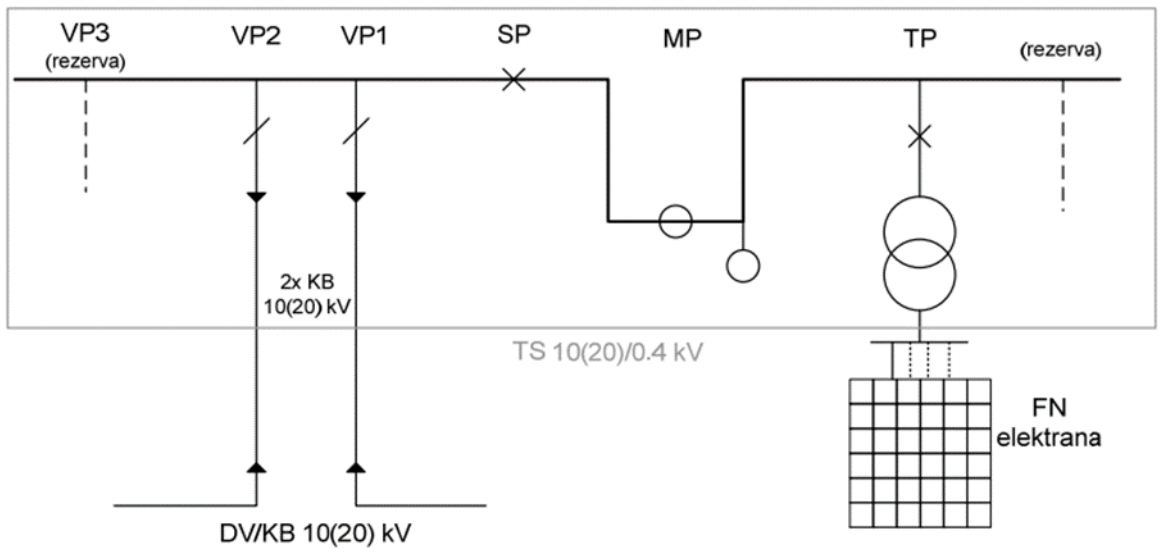 VP3
(rezerva)
VP2
VP1
SP
MP
TP
(rezerva)
2x KB
10(20) kV
TS 10(20)/0.4 kV
FN
elektrana
DV/KB 10(20) kV